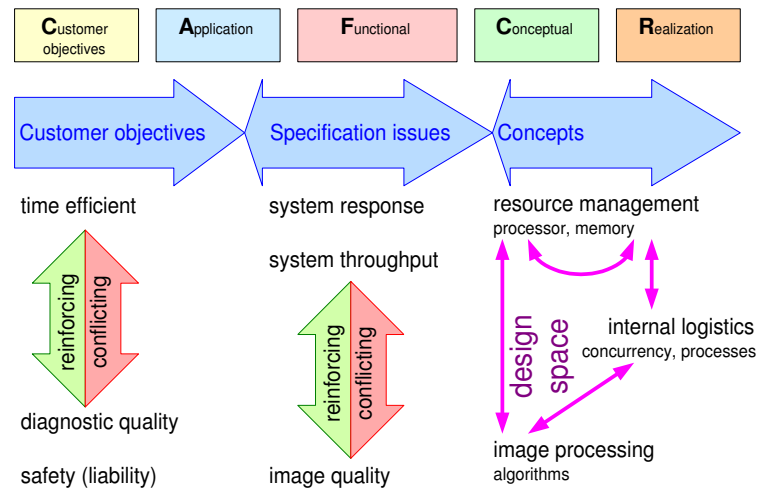 Customer
objectives
Application
Functional
Conceptual
Realization
Customer objectives
Specification issues
Concepts
time efficient
reinforcing
conflicting
diagnostic quality
safety (liability)
system response
system throughput
reinforcing
conflicting
image quality
resource management
processor, memory
design
space
internal logistics
concurrency, processes
image processing
algorithms